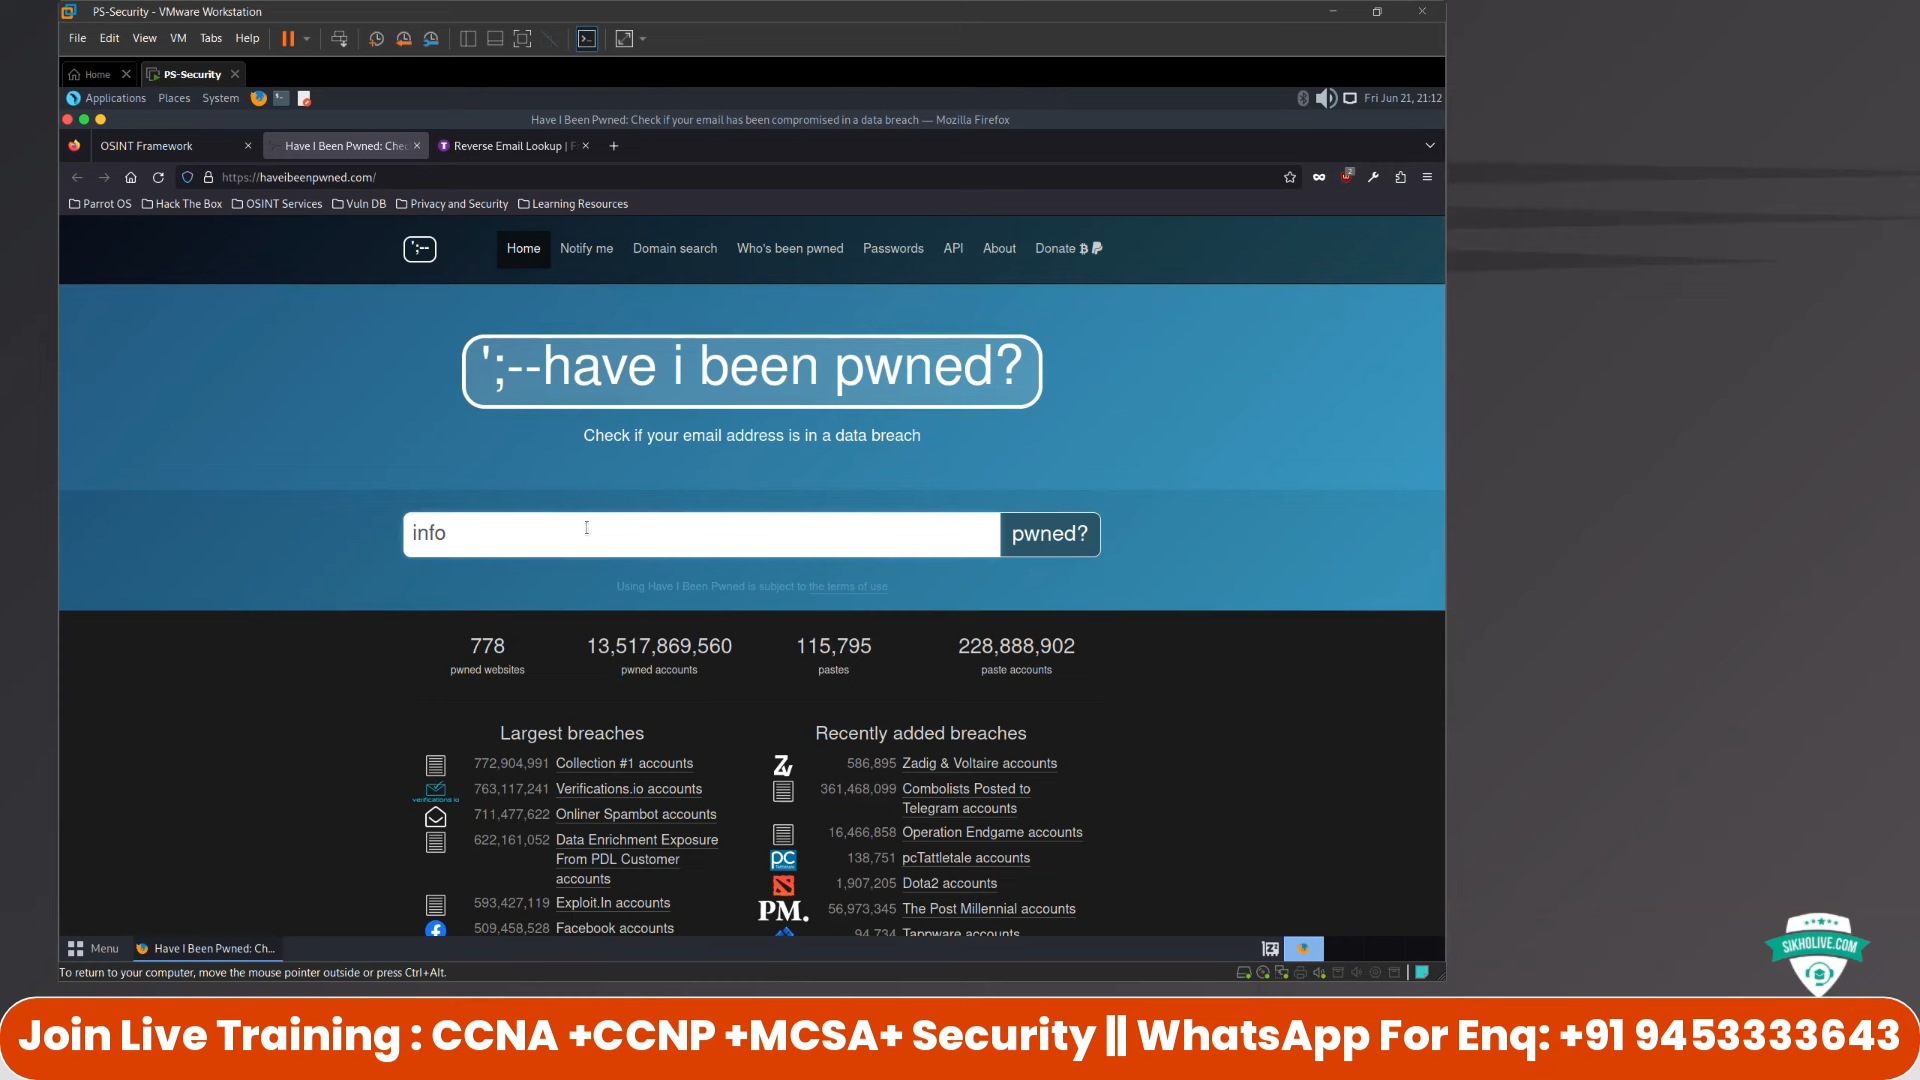 PS-Security - VMware Workstation
File Edit View VM Tabs Help
Home PS-Security
Applications Places System Fri Jun 21, 21:12
Have I Been Pwned: Check if your email has been compromised in a data breach — Mozilla Firefox
OSINT Framework Have I Been Pwned: Chec Reverse Email Lookup |
https://haveibeenpwned.com/
Parrot OS Hack The Box OSINT Services Vuln DB Privacy and Security Learning Resources
';-- Home Notify me Domain search Who's been pwned Passwords API About Donate
';--have i been pwned?
Check if your email address is in a data breach
info pwned?
Using Have I Been Pwned is subject to the terms of use
778 13,517,869,560 115,795 228,888,902
pwned websites pwned accounts pastes paste accounts
Largest breaches Recently added breaches
772,904,991 Collection #1 accounts
763,117,241 Verifications.io accounts
verifications.io
711,477,622 Onliner Spambot accounts
622,161,052 Data Enrichment Exposure
From PDL Customer
accounts
593,427,119 Exploit.In accounts
509,458,528 Facebook accounts
ZV 586,895 Zadig & Voltaire accounts
361,468,099 Combolists Posted to
Telegram accounts
16,466,858 Operation Endgame accounts
PC 138,751 pcTattletale accounts
1,907,205 Dota2 accounts
PM. 56,973,345 The Post Millennial accounts
94,734 Tappware accounts
Menu Have I Been Pwned: Ch...
To return to your computer, move the mouse pointer outside or press Ctrl+Alt.
SIKHOLIVE.COM
Join Live Training : CCNA +CCNP +MCSA+ Security || WhatsApp For Enq: +91 9453333643